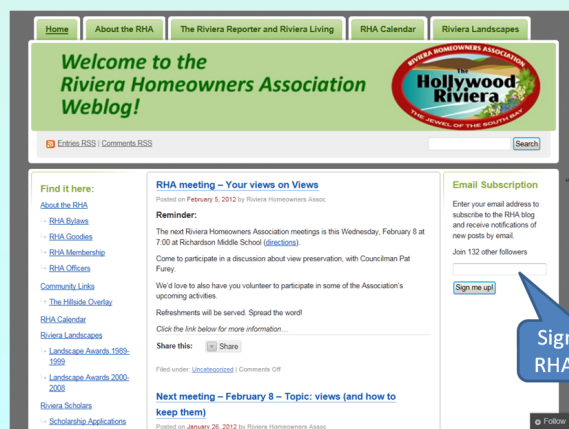 Home
About the RHA
The Riviera Reporter and Riviera Living
RHA Calendar
Riviera Landscapes
Welcome to the
Riviera Homeowners Association
Weblog!
RIVIERA HOMEOWNERS ASSOCIATION
The
Hollywood
Riviera
THE JEWEL OF THE SOUTH BAY
Entries RSS | Comments RSS
Search
Find it here:
About the RHA
RHA Bylaws
RHA Goodies
RHA Membership
RHA Officers
Community Links
The Hillside Overlay
RHA Calendar
Riviera Landscapes
Landscape Awards 1989-
1999
Landscape Awards 2000-
2008
Riviera Scholars
Scholarship Applications
RHA meeting – Your views on Views
Posted on February 5, 2012 by Riviera Homeowners Assoc
Reminder:
The next Riviera Homeowners Association meetings is this Wednesday, February 8 at
7:00 at Richardson Middle School (directions).
Come to participate in a discussion about view preservation, with Councilman Pat
Furey.
We'd love to also have you volunteer to participate in some of the Association's
upcoming activities.
Refreshments will be served. Spread the word!
Click the link below for more information…
Share this:
Share
Filed under: Uncategorized | Comments Off
Next meeting – February 8 – Topic: views (and how to
keep them)
Posted on January 26, 2012 by Riviera Homeowners Assoc
Email Subscription
Enter your email address to
subscribe to the RHA blog
and receive notifications of
new posts by email.
Join 132 other followers
Sign me up!
Sign
RHA
Follow